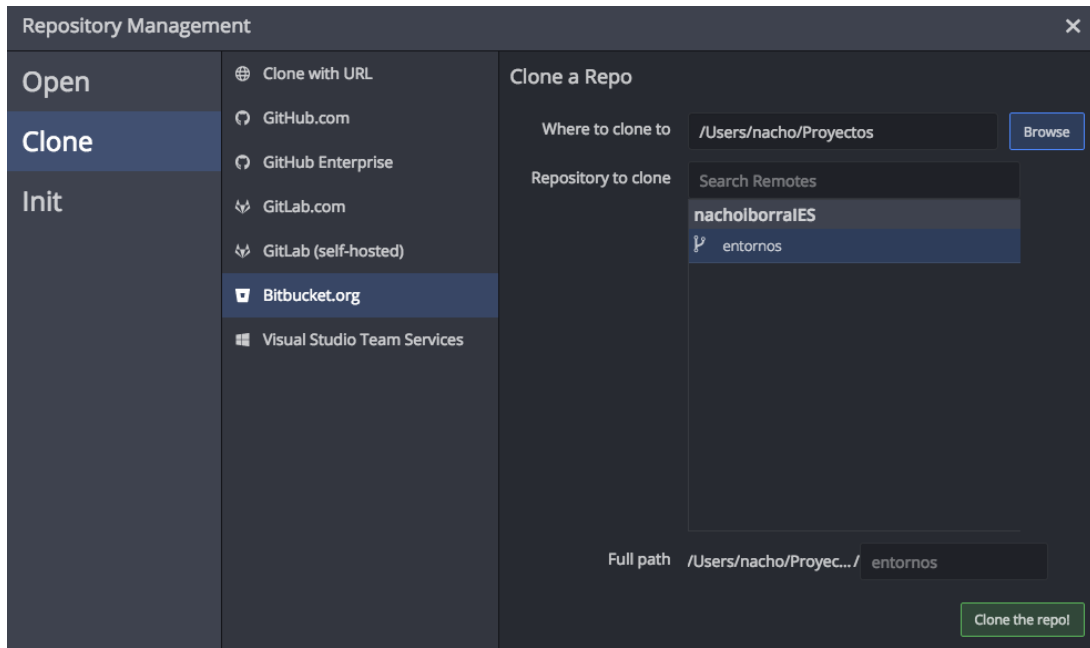 Repository Management
Open
Clone
Init
Clone with URL
GitHub.com
GitHub Enterprise
GitLab.com
GitLab (self-hosted)
Bitbucket.org
Visual Studio Team Services
Clone a Repo
Where to clone to /Users/nacho/Proyectos Browse
Repository to clone Search Remotes
nachoiborraIES
entornos
Full path /Users/nacho/Proyec.../ entornos
Clone the repo!